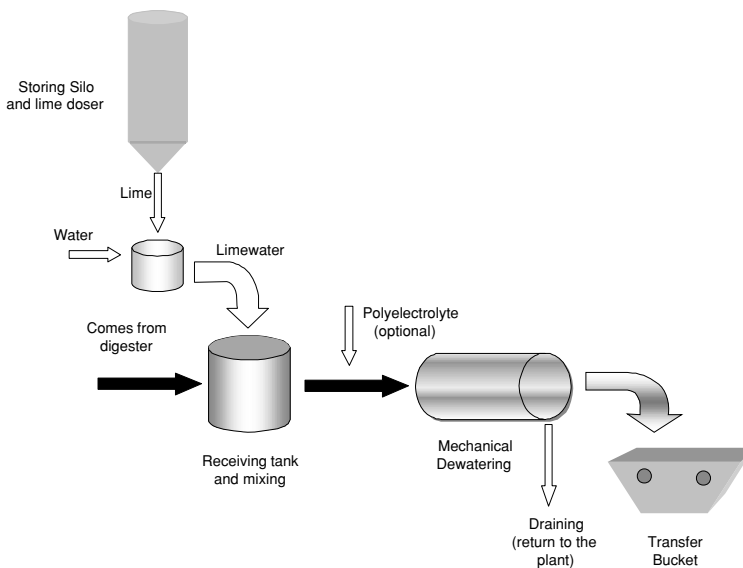 Storing Silo
and lime doser
Lime
Water
Limewater
Comes from
digester
Polyelectrolyte
(optional)
Receiving tank
and mixing
Mechanical
Dewatering
Draining
(return to the
plant)
Transfer
Bucket